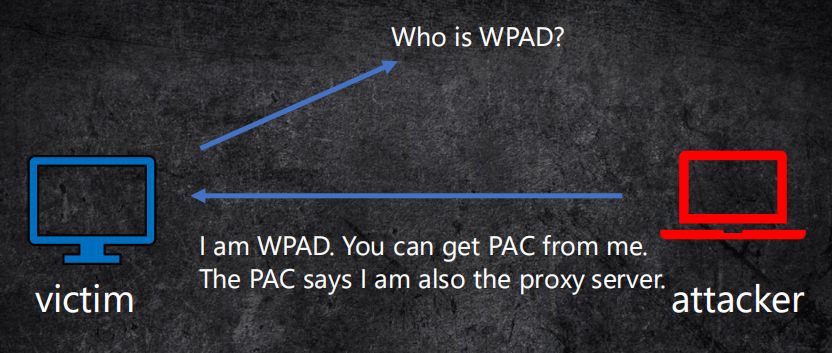 Who is WPAD?
I am WPAD. You can get PAC from me.
The PAC says I am also the proxy server.
victim
attacker